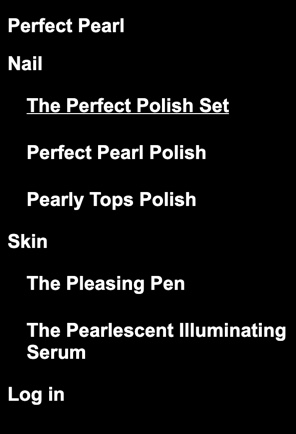 Perfect Pearl
Nail
The Perfect Polish Set
Perfect Pearl Polish
Pearly Tops Polish
Skin
The Pleasing Pen
The Pearlescent Illuminating
Serum
Log in